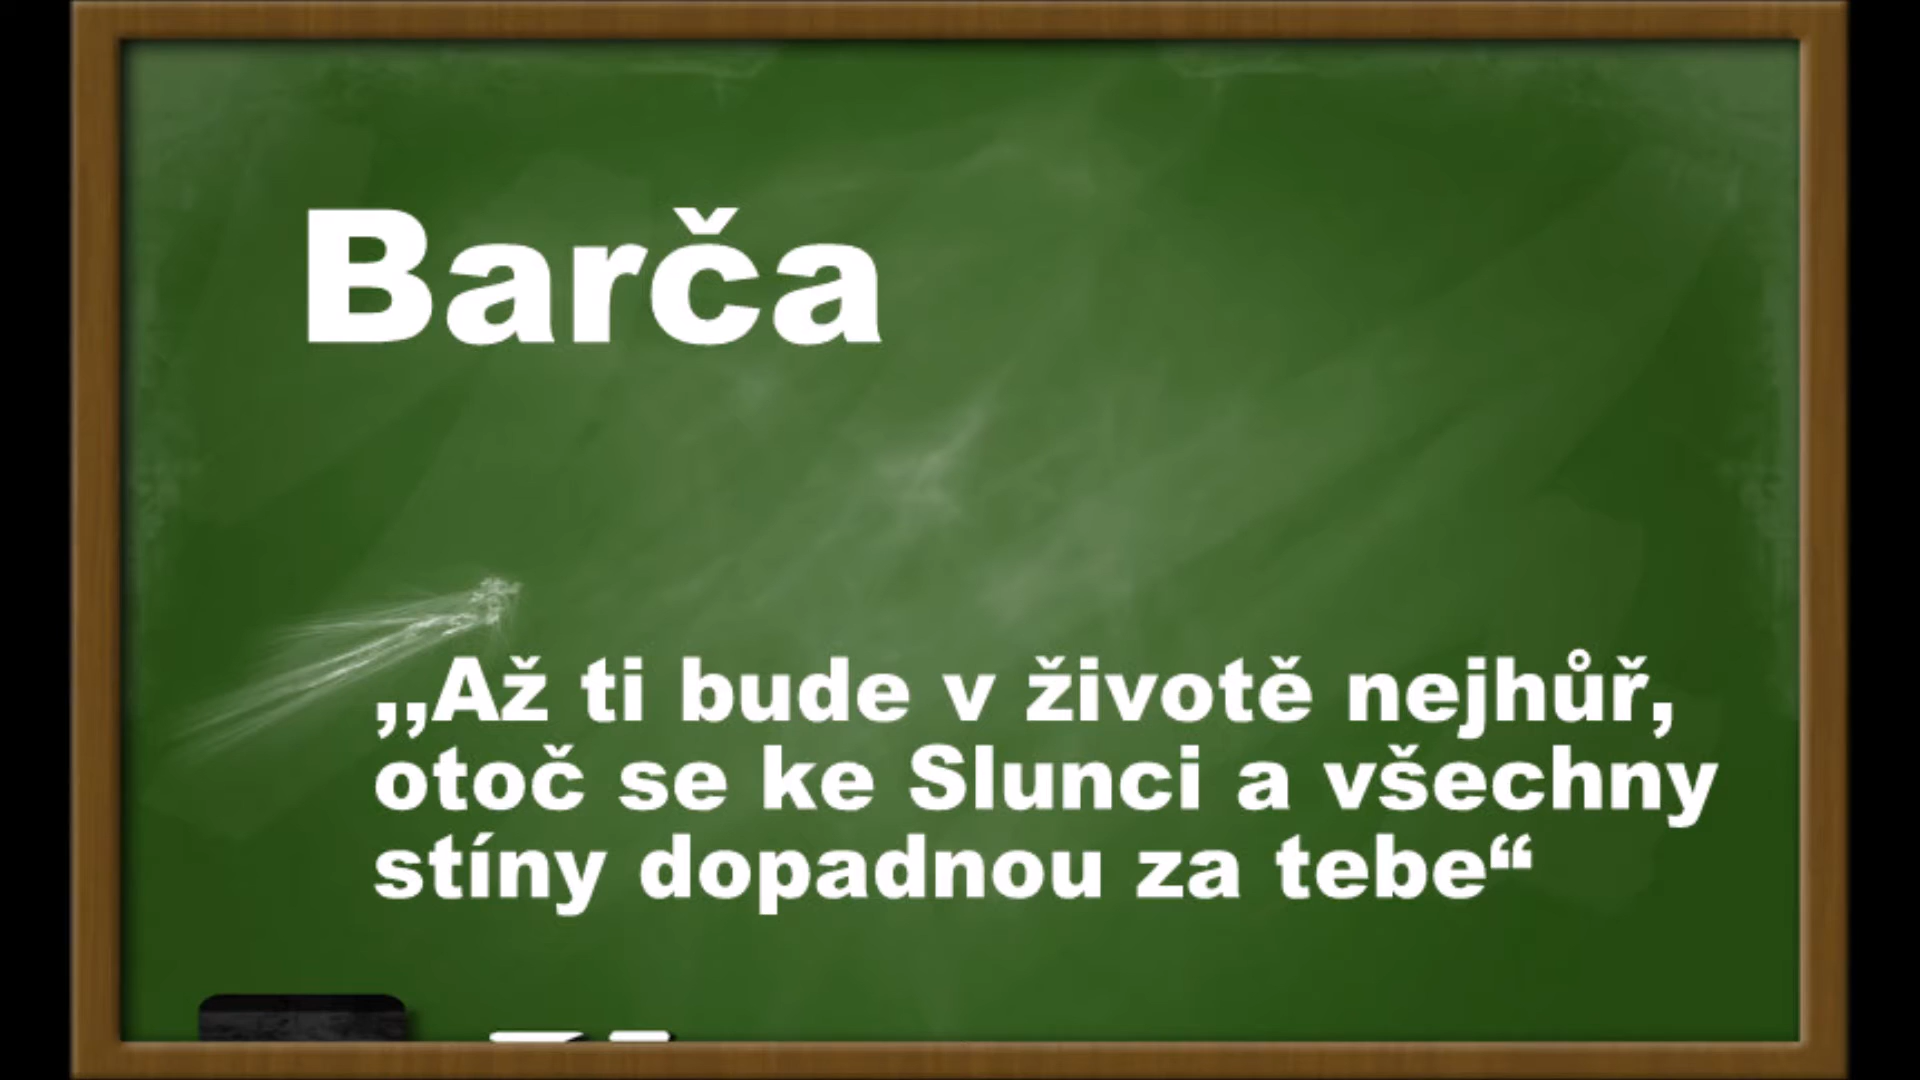 Barča
,,Až ti bude v životě nejhůř,
otoč se ke Slunci a všechny
stíny dopadnou za tebe“